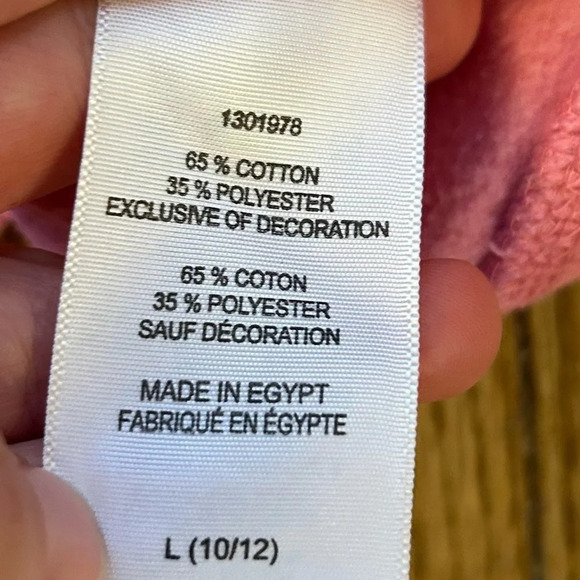 1301978
65 % COTTON
35 % POLYESTER
EXCLUSIVE OF DECORATION
65 % COTON
35 % POLYESTER
SAUF DÉCORATION
MADE IN EGYPT
FABRIQUÉ EN ÉGYPTE
L (10/12)